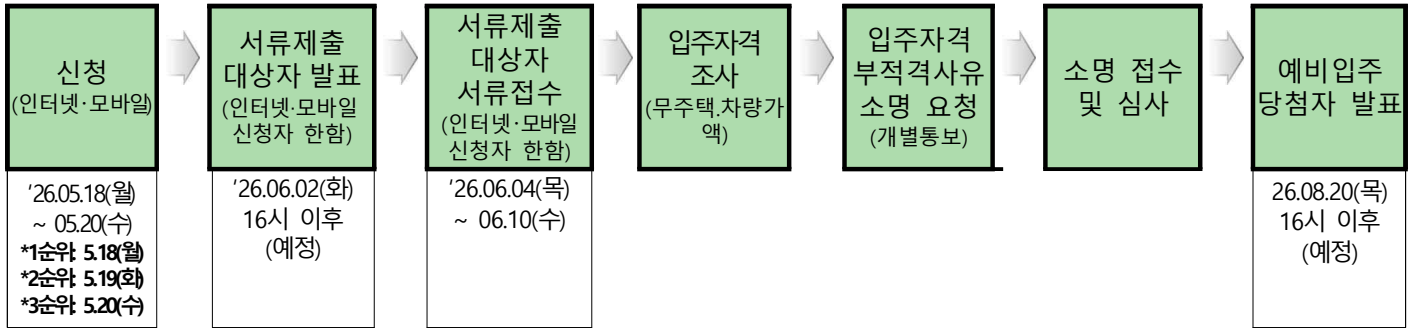 신청
(인터넷·모바일)
'26.05.18(월)
~ 05.20(수)
*1순위: 5.18(월)
*2순위: 5.19(화)
*3순위: 5.20(수)
서류제출
대상자 발표
(인터넷·모바일
신청자 한함)
'26.06.02(화)
16시 이후
(예정)
서류제출
대상자
서류접수
(인터넷·모바일
신청자 한함)
'26.06.04(목)
~ 06.10(수)
입주자격
조사
(무주택.차량가
액)
입주자격
부적격사유
소명 요청
(개별통보)
소명 접수
및 심사
예비입주
당첨자 발표
26.08.20(목)
16시 이후
(예정)